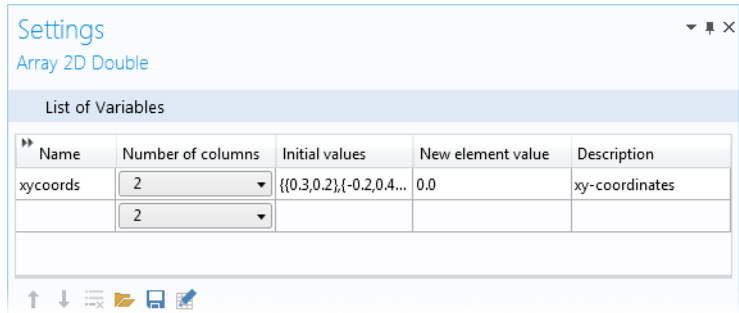 Settings
Array 2D Double
List of Variables
Name Number of columns Initial values New element value Description
xycoords 2 {{0.3,0.2},{-0.2,0.4... 0.0 xy-coordinates
2